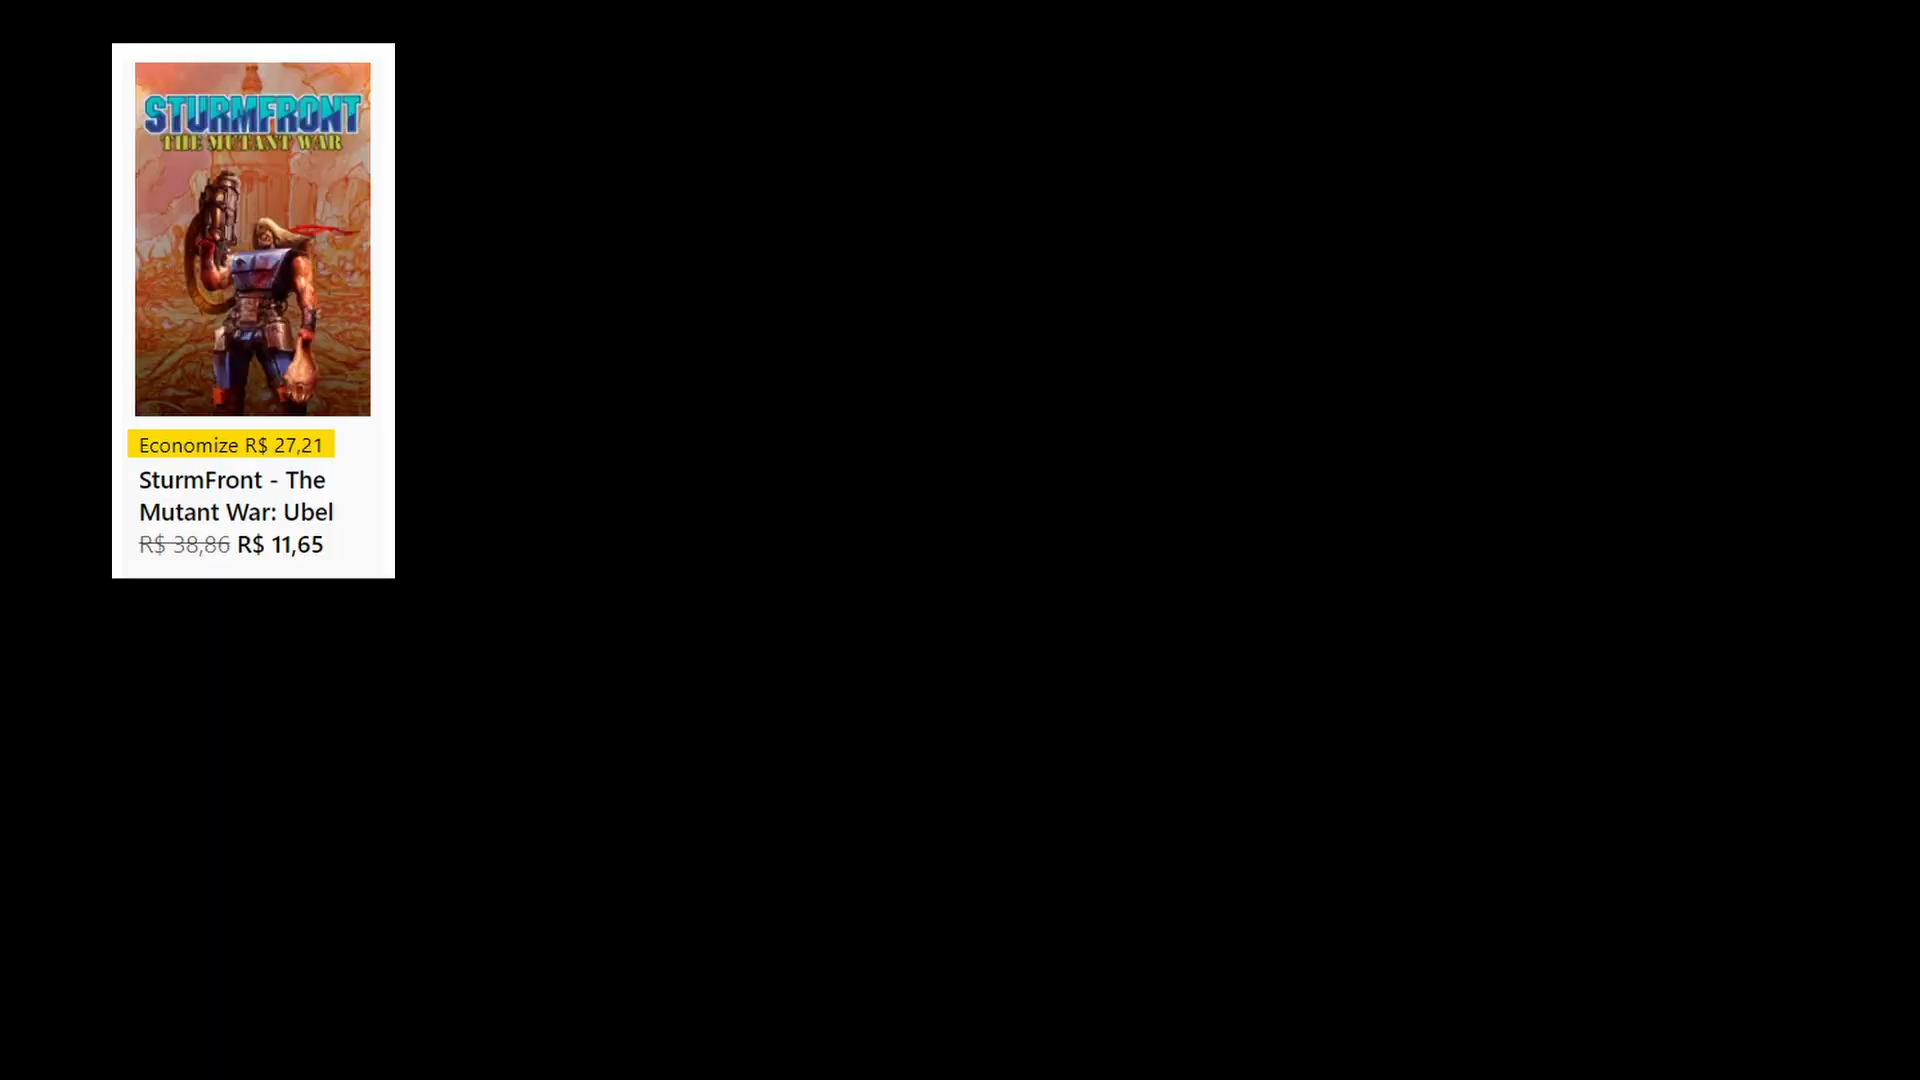 STURMFRONT
THE MUTANT WAR
Economize R$ 27,21
SturmFront - The
Mutant War: Ubel
R$ 38,86 R$ 11,65